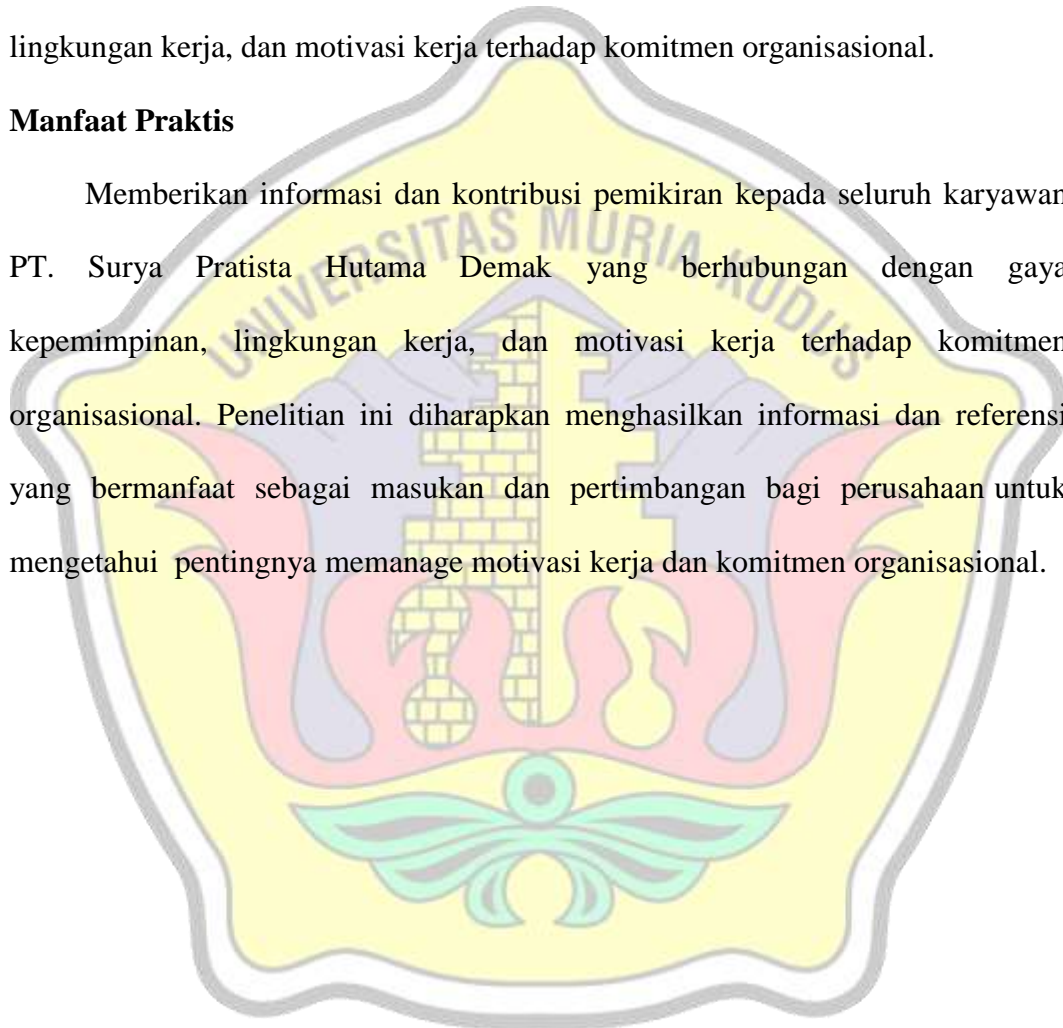 lingkungan kerja, dan motivasi kerja terhadap komitmen organisasional.
Manfaat Praktis
Memberikan informasi dan kontribusi pemikiran kepada seluruh karyawan
UNIVERSITAS MURIA KUDUS
PT. Surya Pratista Hutama Demak yang berhubungan dengan gaya
kepemimpinan, lingkungan kerja, dan motivasi kerja terhadap komitmen
organisasional. Penelitian ini diharapkan menghasilkan informasi dan referensi
yang bermanfaat sebagai masukan dan pertimbangan bagi perusahaan untuk
mengetahui pentingnya memanage motivasi kerja dan komitmen organisasional.